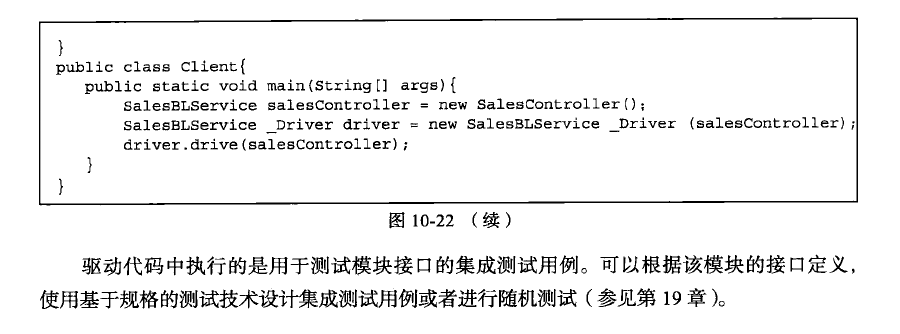 }
public class Client{
public static void main(String[] args){
SalesBLService salesController = new SalesController();
SalesBLService _Driver driver = new SalesBLService _Driver (salesController);
driver.drive(salesController);
}
}
图 10-22 （续）
驱动代码中执行的是用于测试模块接口的集成测试用例。可以根据该模块的接口定义，
使用基于规格的测试技术设计集成测试用例或者进行随机测试（参见第 19 章）。